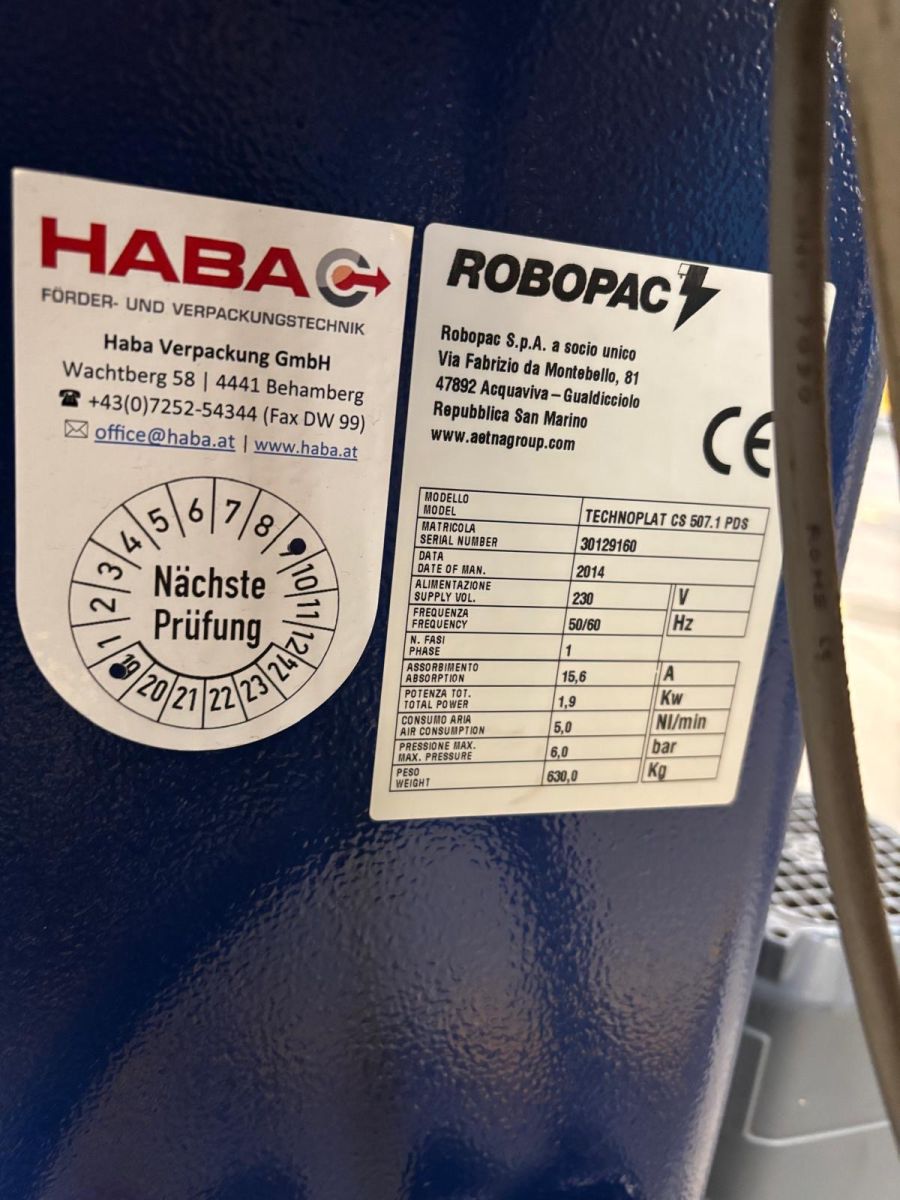 HABA
FÖRDER- UND VERPACKUNGSTECHNIK
Haba Verpackung GmbH
Wachtberg 58 | 4441 Behamberg
☎ +43(0)7252-54344 (Fax DW 99)
✉ office@haba.at | www.haba.at
1 2 3 4 5 6 7 8 9 10 11 12
Nächste
Prüfung
19 20 21 22 23 24
ROBOPAC
Robopac S.p.A. a socio unico
Via Fabrizio da Montebello, 81
47892 Acquaviva – Gualdicciolo
Repubblica San Marino
www.aetnagroup.com
CE
MODELLO
MODEL TECHNOPLAT CS 507.1 PDS
MATRICOLA
SERIAL NUMBER 30129160
DATA
DATE OF MAN. 2014
ALIMENTAZIONE
SUPPLY VOL. 230 V
FREQUENZA
FREQUENCY 50/60 Hz
N. FASI
PHASE 1
ASSORBIMENTO
ABSORPTION 15,6 A
POTENZA TOT.
TOTAL POWER 1,9 Kw
CONSUMO ARIA
AIR CONSUMPTION 5,0 Nl/min
PRESSIONE MAX.
MAX. PRESSURE 6,0 bar
PESO
WEIGHT 630,0 Kg